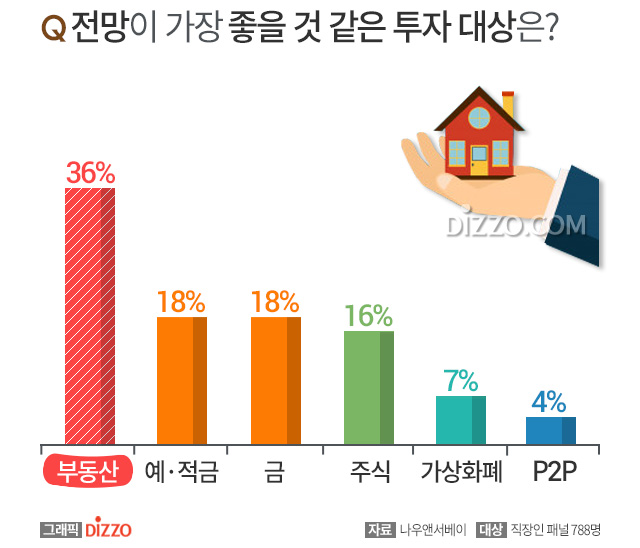 Q 전망이 가장 좋을 것 같은 투자 대상은?
36%
18%
18%
16%
7%
4%
DIZZO.COM
부동산
예·적금
금
주식
가상화폐
P2P
그래픽 DIZZO
자료 나우앤서베이 대상 직장인 패널 788명